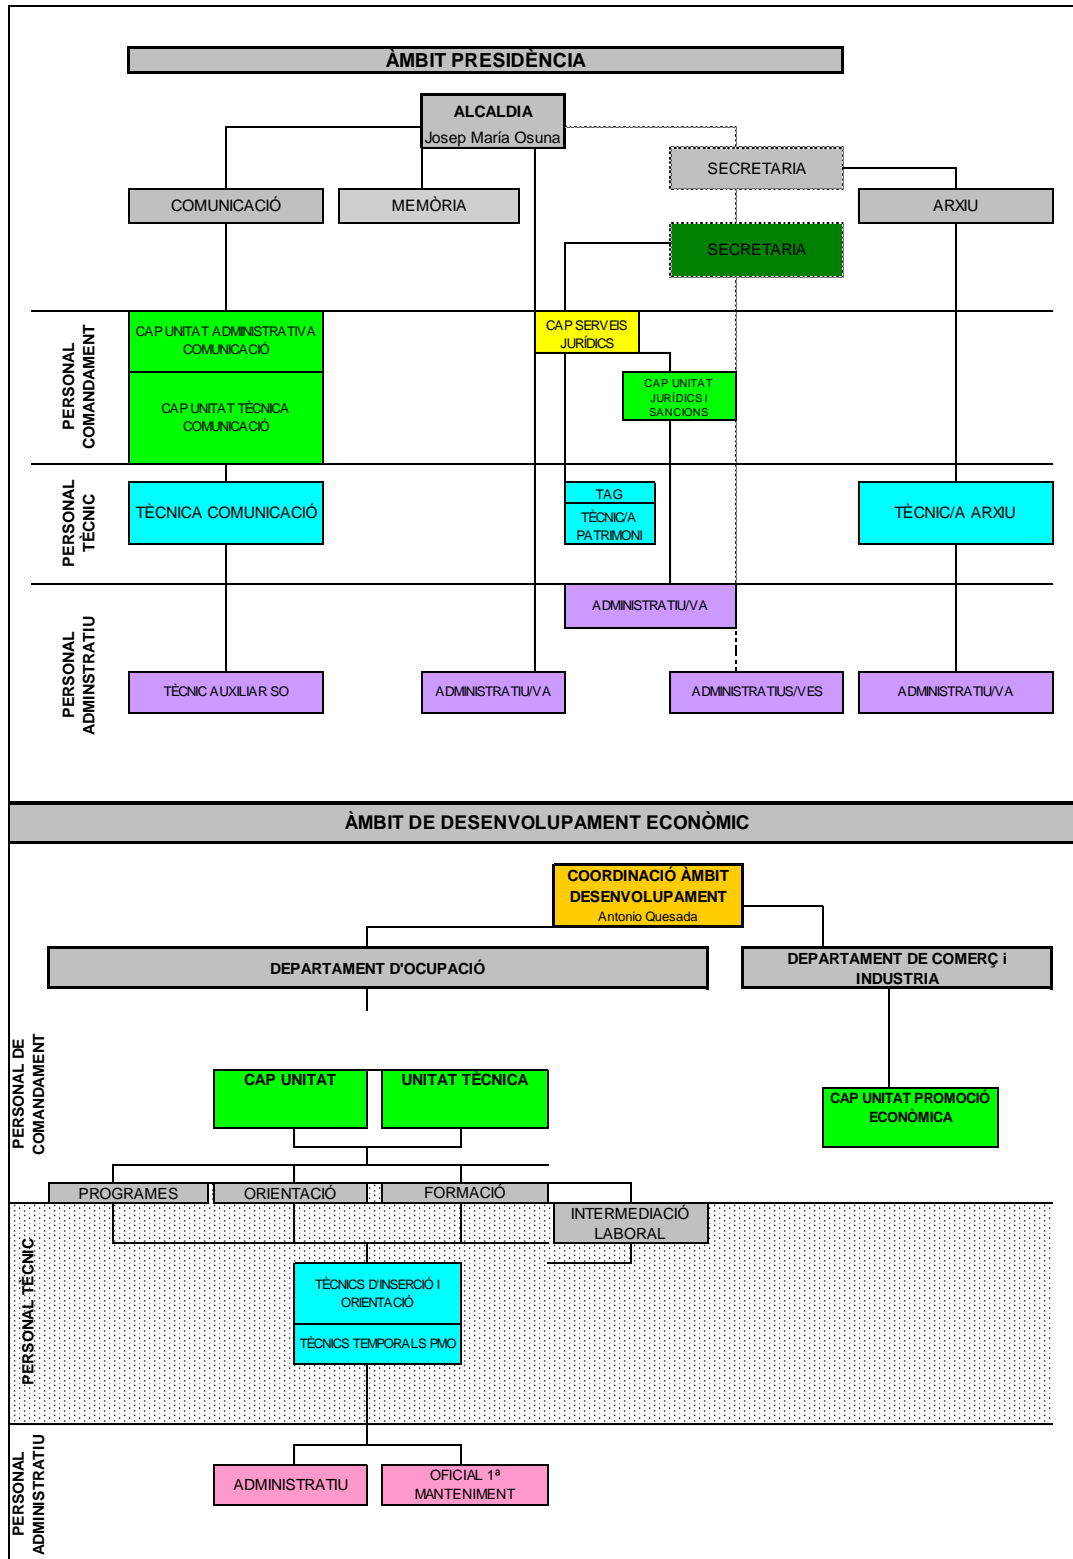 ÀMBIT PRESIDÈNCIA
ALCALDIA
Josep María Osuna
SECRETARIA
COMUNICACIÓ
MEMÒRIA
ARXIU
SECRETARIA
PERSONAL
COMANDAMENT
CAP UNITAT ADMINISTRATIVA
COMUNICACIÓ
CAP SERVEIS
JURÍDICS
CAP UNITAT TÈCNICA
COMUNICACIÓ
CAP UNITAT
JURÍDICS I
SANCIONS
PERSONAL
TÈCNIC
TÈCNICA COMUNICACIÓ
TAG
TÈCNIC/A
PATRIMONI
TÈCNIC/A ARXIU
PERSONAL
ADMINSTRATIU
ADMINISTRATIU/VA
TÈCNIC AUXILIAR SO
ADMINISTRATIU/VA
ADMINISTRATIUS/VES
ADMINISTRATIU/VA
ÀMBIT DE DESENVOLUPAMENT ECONÒMIC
COORDINACIÓ ÀMBIT
DESENVOLUPAMENT
Antonio Quesada
DEPARTAMENT D'OCUPACIÓ
DEPARTAMENT DE COMERÇ i
INDUSTRIA
PERSONAL DE
COMANDAMENT
CAP UNITAT
UNITAT TÈCNICA
CAP UNITAT PROMOCIÓ
ECONÒMICA
PROGRAMES
ORIENTACIÓ
FORMACIÓ
INTERMEDIACIÓ
LABORAL
PERSONAL TÈCNIC
TÈCNICS D'INSERCIÓ I
ORIENTACIÓ
TÈCNICS TEMPORALS PMO
PERSONAL
ADMINISTRATIU
ADMINISTRATIU
OFICIAL 1ª
MANTENIMENT